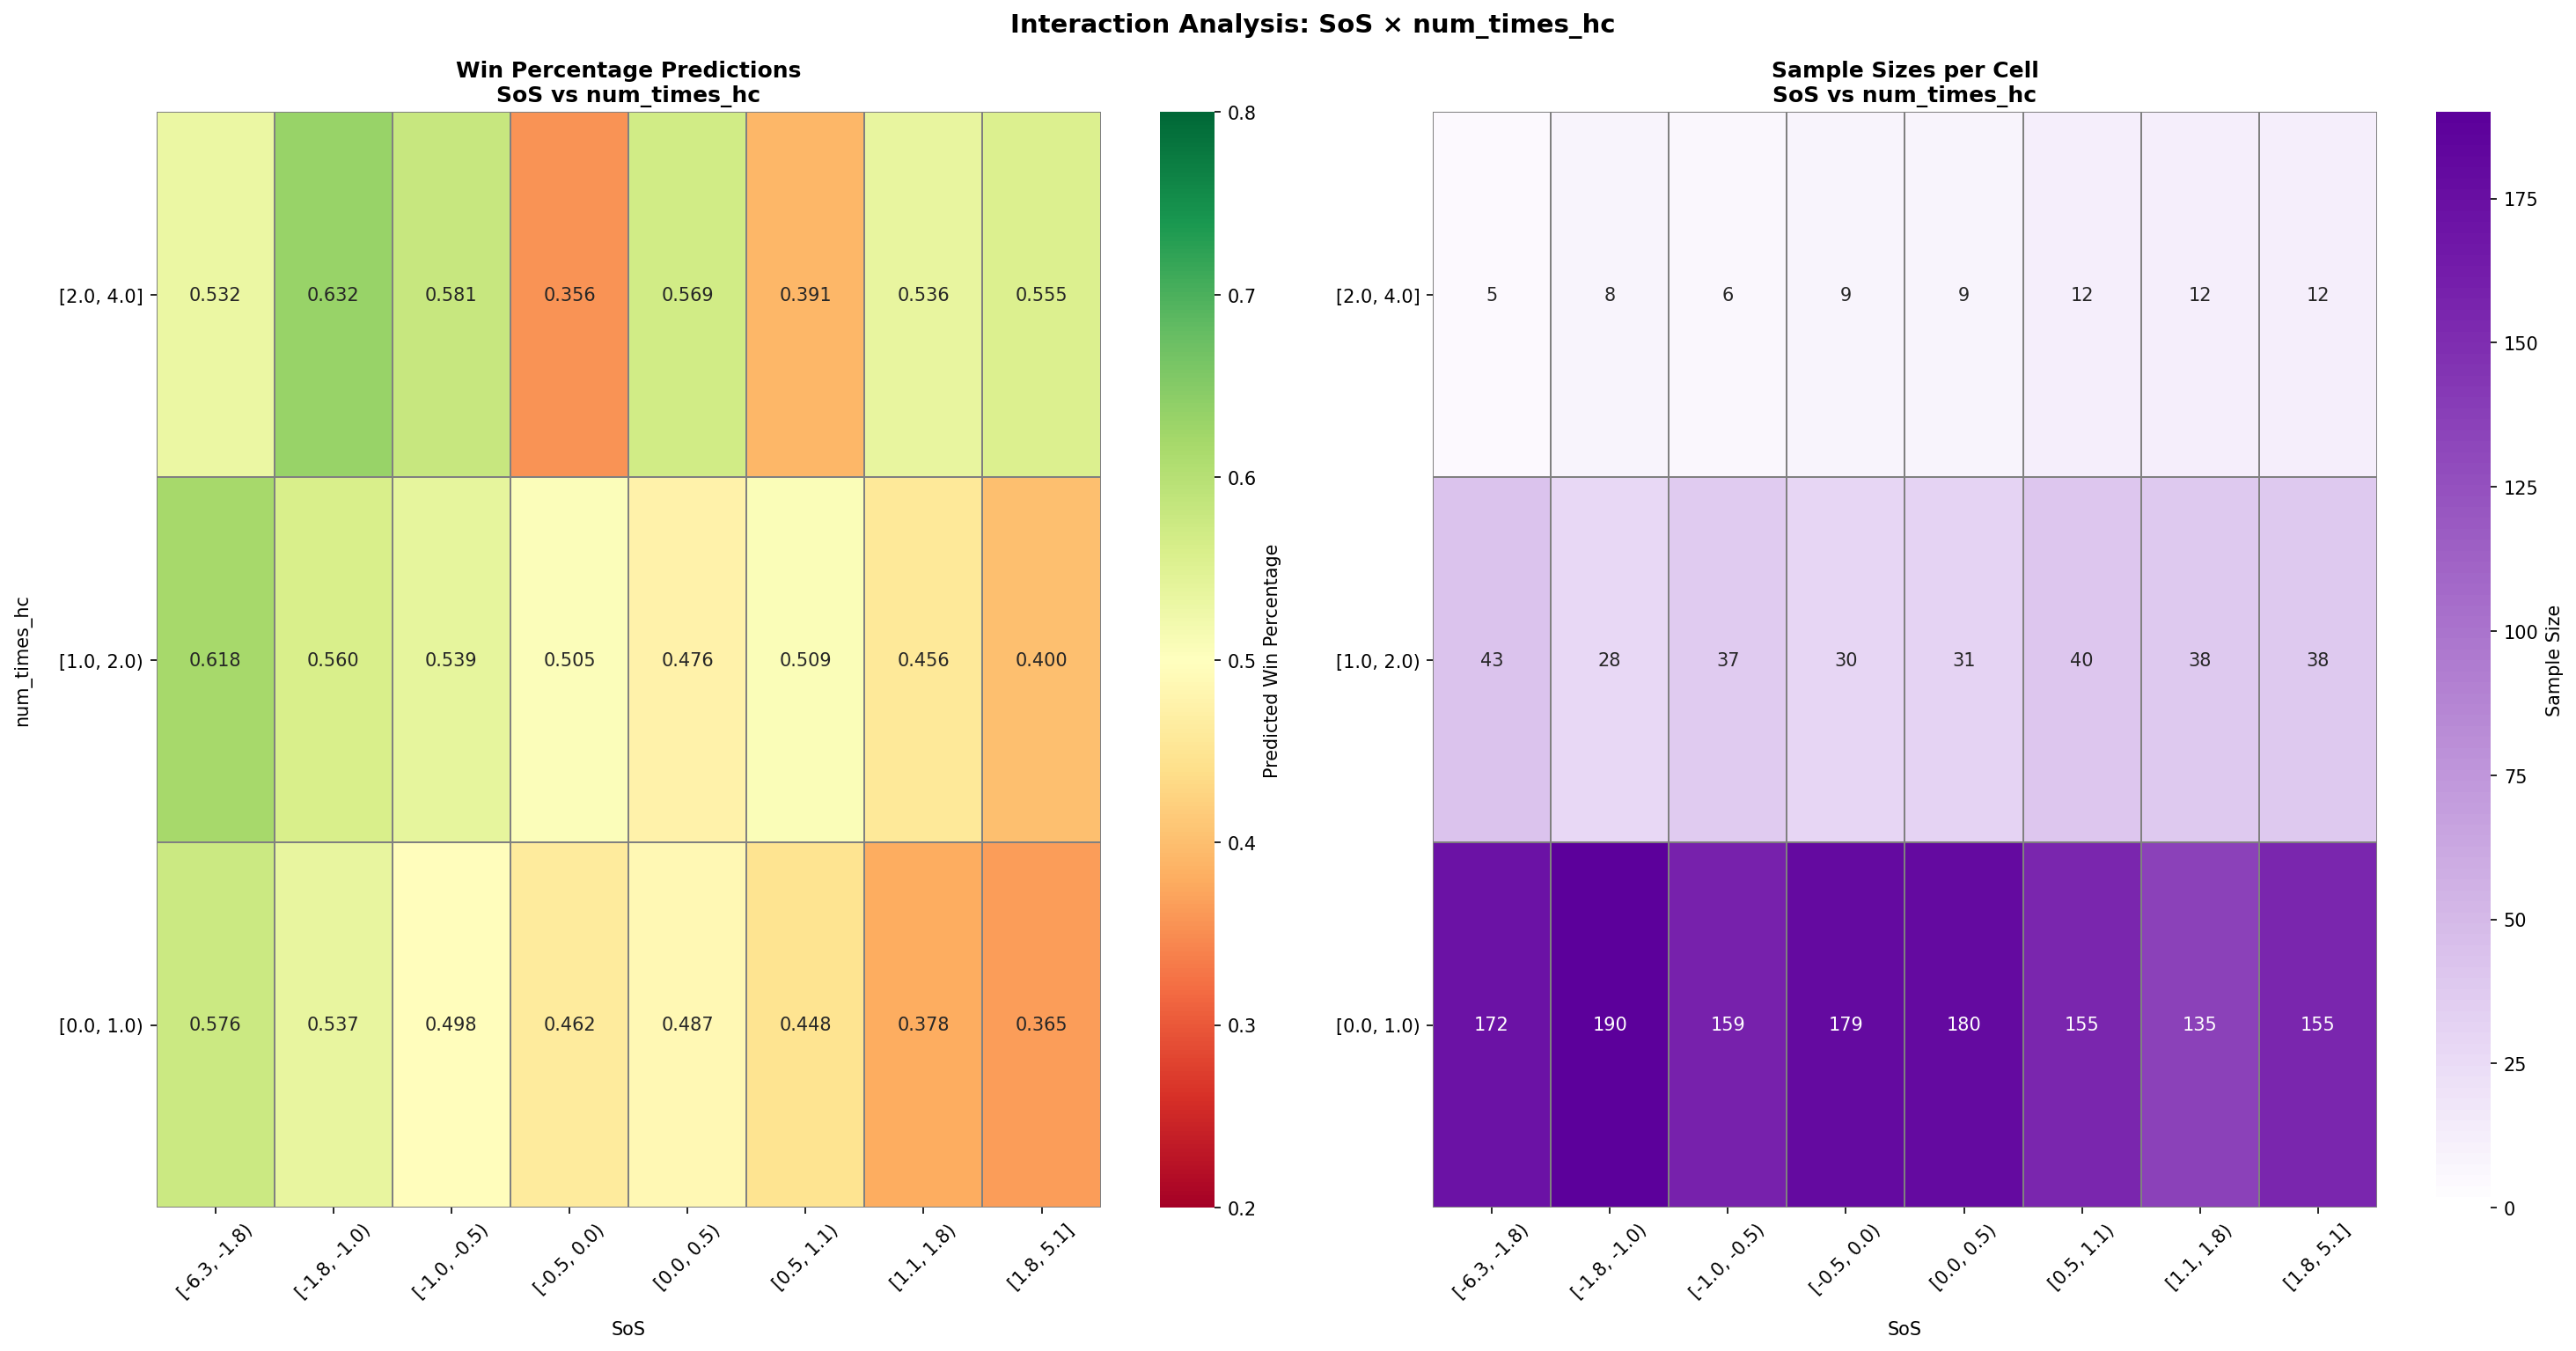 Interaction Analysis: SoS × num_times_hc
Win Percentage Predictions
SoS vs num_times_hc
num_times_hc
[2.0, 4.0]
0.532 0.632 0.581 0.356 0.569 0.391 0.536 0.555
[1.0, 2.0)
0.618 0.560 0.539 0.505 0.476 0.509 0.456 0.400
[0.0, 1.0)
0.576 0.537 0.498 0.462 0.487 0.448 0.378 0.365
[-6.3, -1.8)
[-1.8, -1.0)
[-1.0, -0.5)
[-0.5, 0.0)
[0.0, 0.5)
[0.5, 1.1)
[1.1, 1.8)
[1.8, 5.1]
SoS
0.8
0.7
0.6
0.5
0.4
0.3
0.2
Predicted Win Percentage
Sample Sizes per Cell
SoS vs num_times_hc
[2.0, 4.0]
5 8 6 9 9 12 12 12
[1.0, 2.0)
43 28 37 30 31 40 38 38
[0.0, 1.0)
172 190 159 179 180 155 135 155
[-6.3, -1.8)
[-1.8, -1.0)
[-1.0, -0.5)
[-0.5, 0.0)
[0.0, 0.5)
[0.5, 1.1)
[1.1, 1.8)
[1.8, 5.1]
SoS
175
150
125
100
75
50
25
0
Sample Size